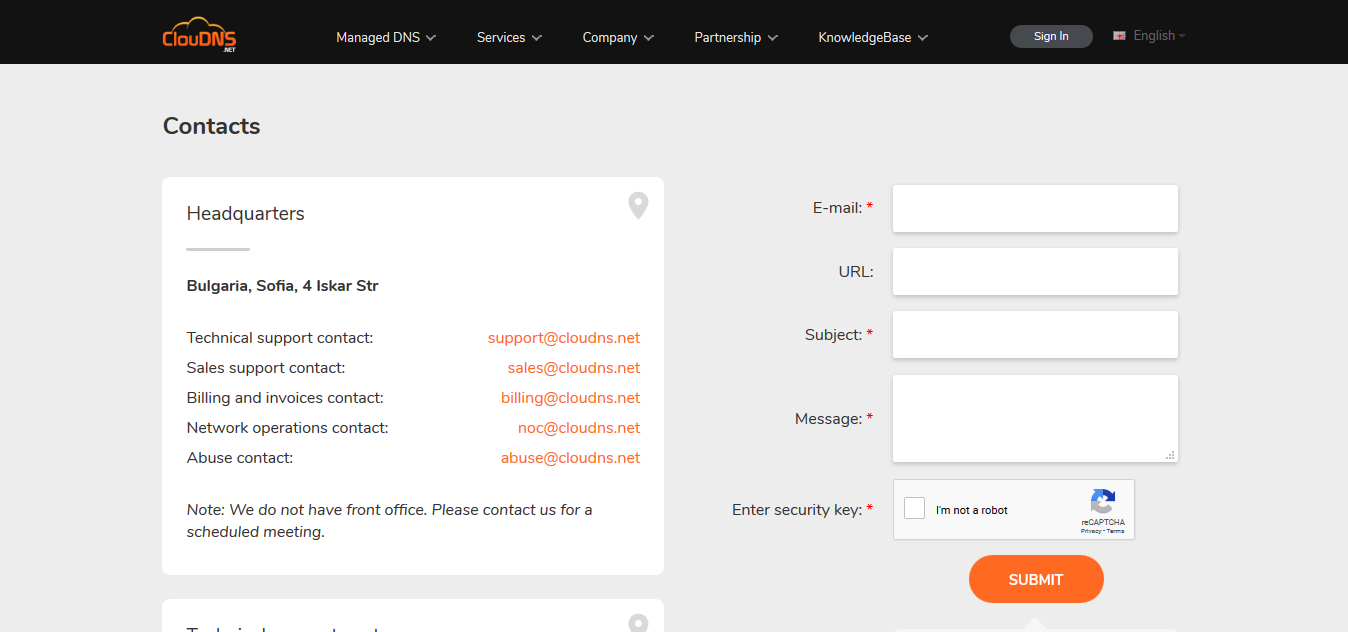 ClouDNS
.NET
Managed DNS
Services
Company
Partnership
KnowledgeBase
Sign In
English
Contacts
Headquarters
Bulgaria, Sofia, 4 Iskar Str
Technical support contact: support@cloudns.net
Sales support contact: sales@cloudns.net
Billing and invoices contact: billing@cloudns.net
Network operations contact: noc@cloudns.net
Abuse contact: abuse@cloudns.net
Note: We do not have front office. Please contact us for a
scheduled meeting.
E-mail: *
URL:
Subject: *
Message: *
Enter security key: *
I'm not a robot
reCAPTCHA
Privacy - Terms
SUBMIT